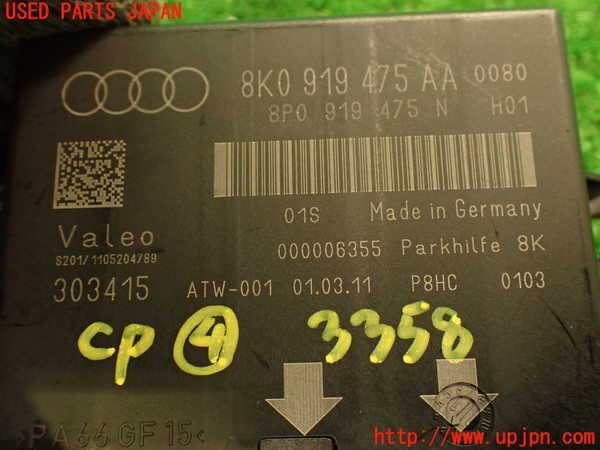 USED PARTS JAPAN
8K0 919 475 AA 0080
8P0 919 475 N H01
01S Made in Germany
Valeo
S201/1105204789
000006355 Parkhilfe 8K
303415 ATW-001 01.03.11 P8HC 0103
CP ④ 3358
>PA66 GF15<
http://www.upjpn.com